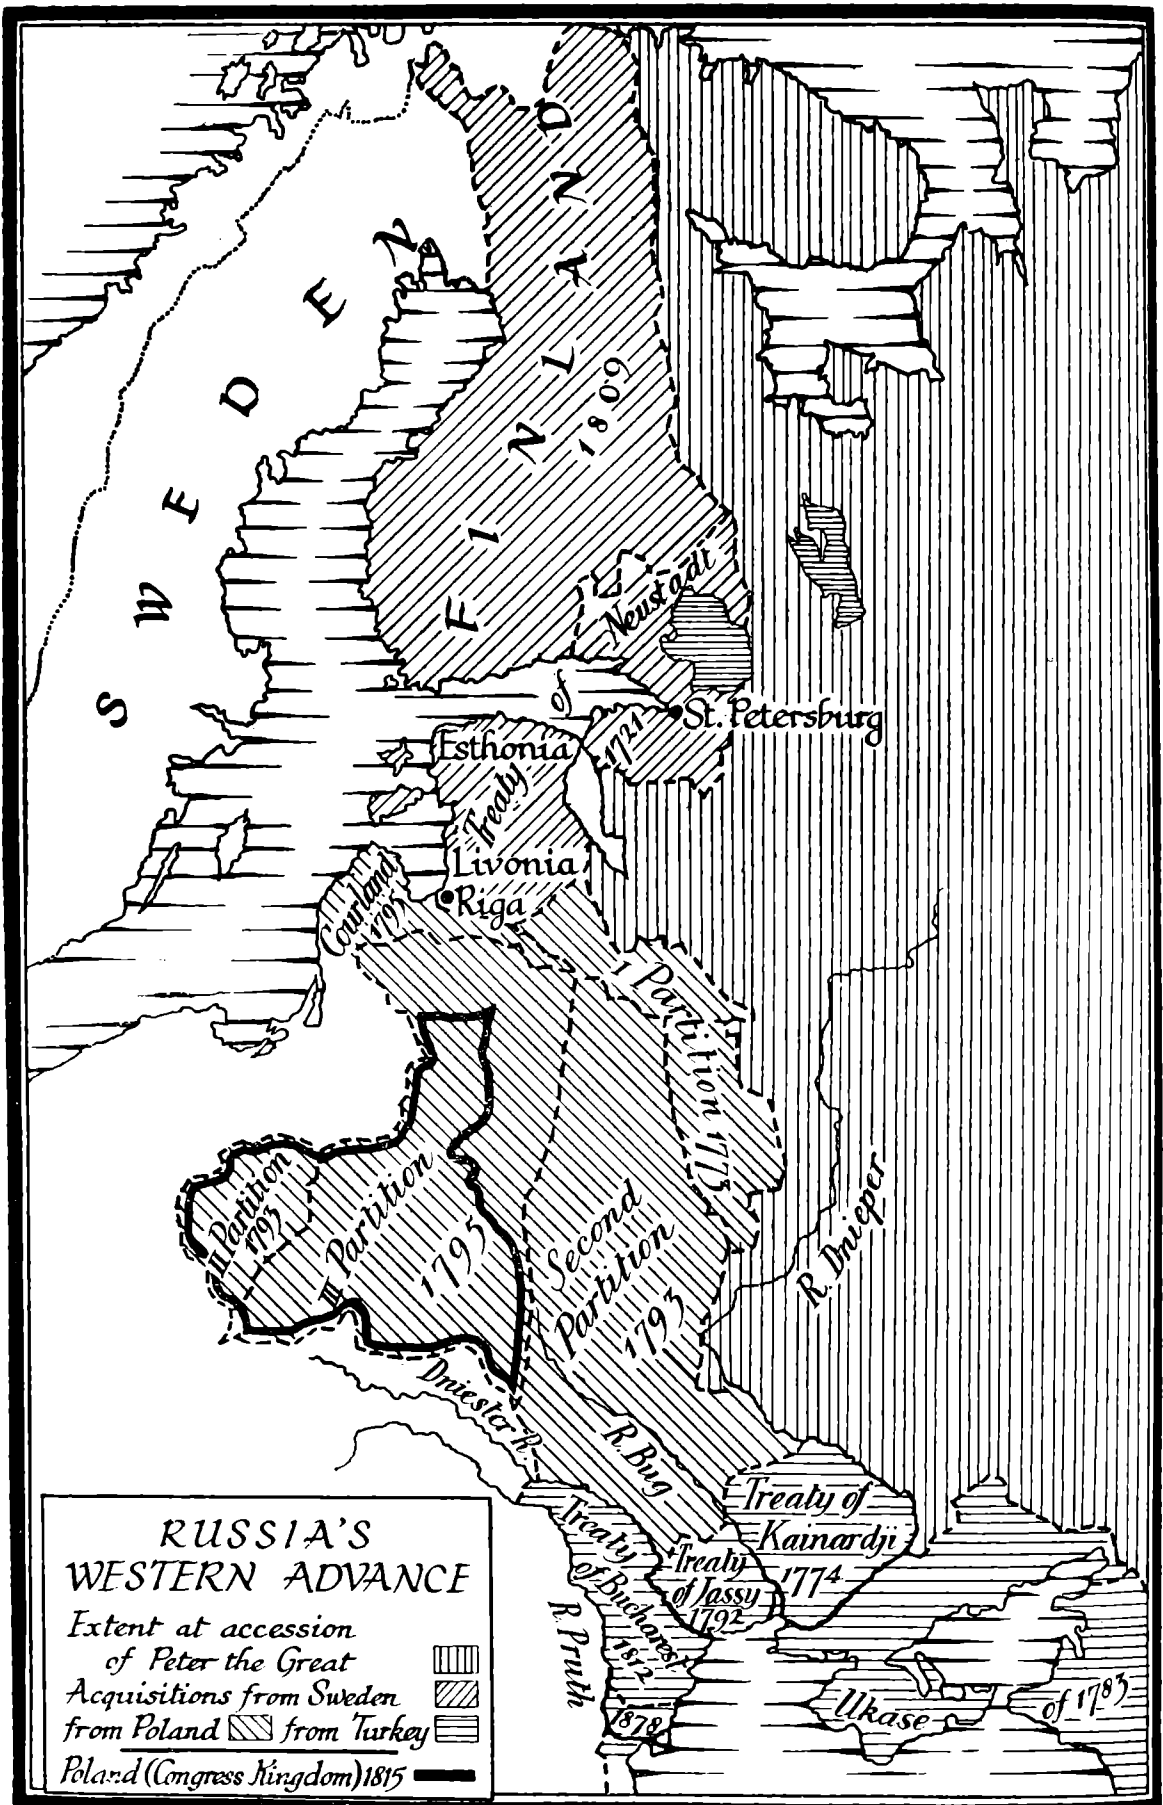 SWEDEN
FINLAND
1809
Neustadt
of
St. Petersburg
1721
Esthonia
Treaty
Livonia
Riga
Courland
1795
1 Partition 1773
R. Dnieper
II Partition
1793
III Partition
1795
Second
Partition
1793
Dniester R.
R. Bug
Treaty of
Kainardji
1774
Treaty
of Jassy
1792
Treaty
of Bucharest
1812
1878
R. Pruth
Ukase
of 1783
RUSSIA'S
WESTERN ADVANCE
Extent at accession
of Peter the Great
Acquisitions from Sweden
from Poland from Turkey
Poland (Congress Kingdom) 1815